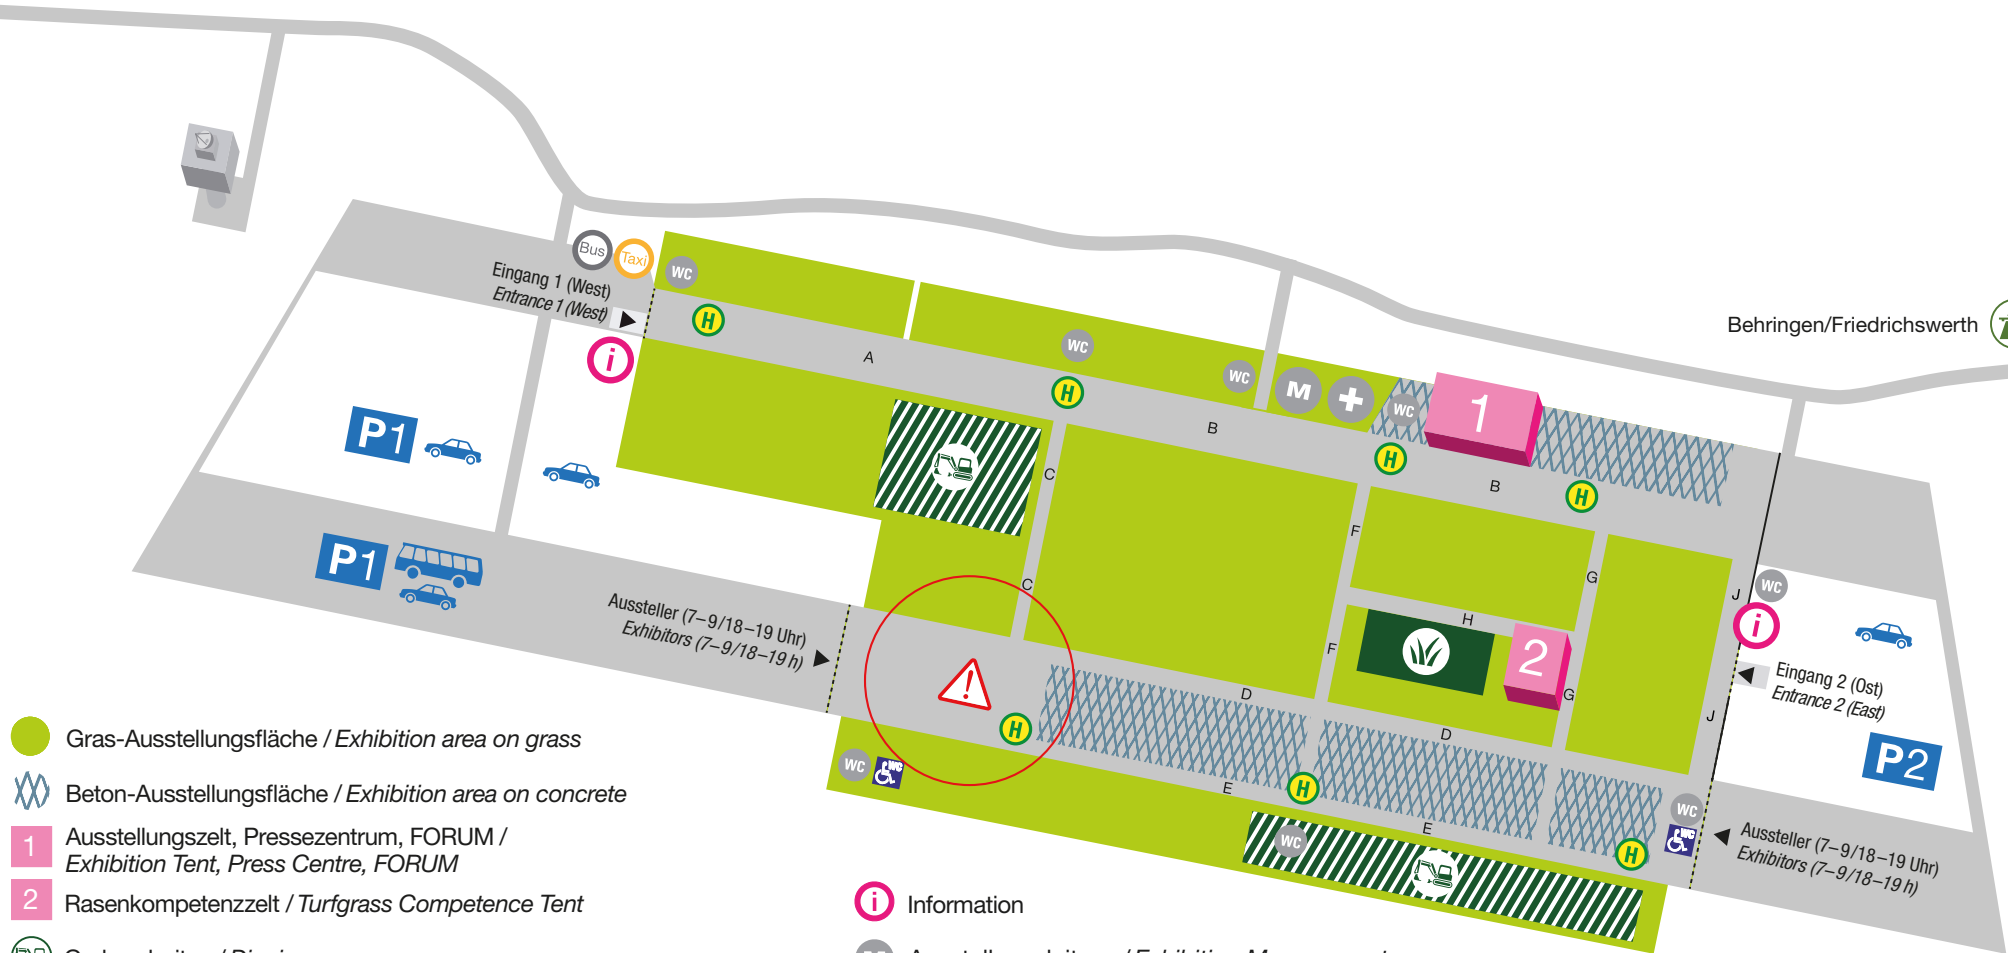 Bus
Taxi
WC
Eingang 1 (West)
Entrance 1 (West)
H
i
A
WC
H
WC
M
WC
1
B
H
B
H
Behringen/Friedrichswerth
P1
C
F
G
C
P1
H
F
2
G
D
D
J
J
WC
i
Eingang 2 (Ost)
Entrance 2 (East)
P2
Aussteller (7–9/18–19 Uhr)
Exhibitors (7–9/18–19 h)
!
H
WC
WC
E
H
E
WC
H
WC
WC
Aussteller (7–9/18–19 Uhr)
Exhibitors (7–9/18–19 h)
Gras-Ausstellungsfläche / Exhibition area on grass
Beton-Ausstellungsfläche / Exhibition area on concrete
1 Ausstellungszelt, Pressezentrum, FORUM /
Exhibition Tent, Press Centre, FORUM
2 Rasenkompetenzzelt / Turfgrass Competence Tent
i Information